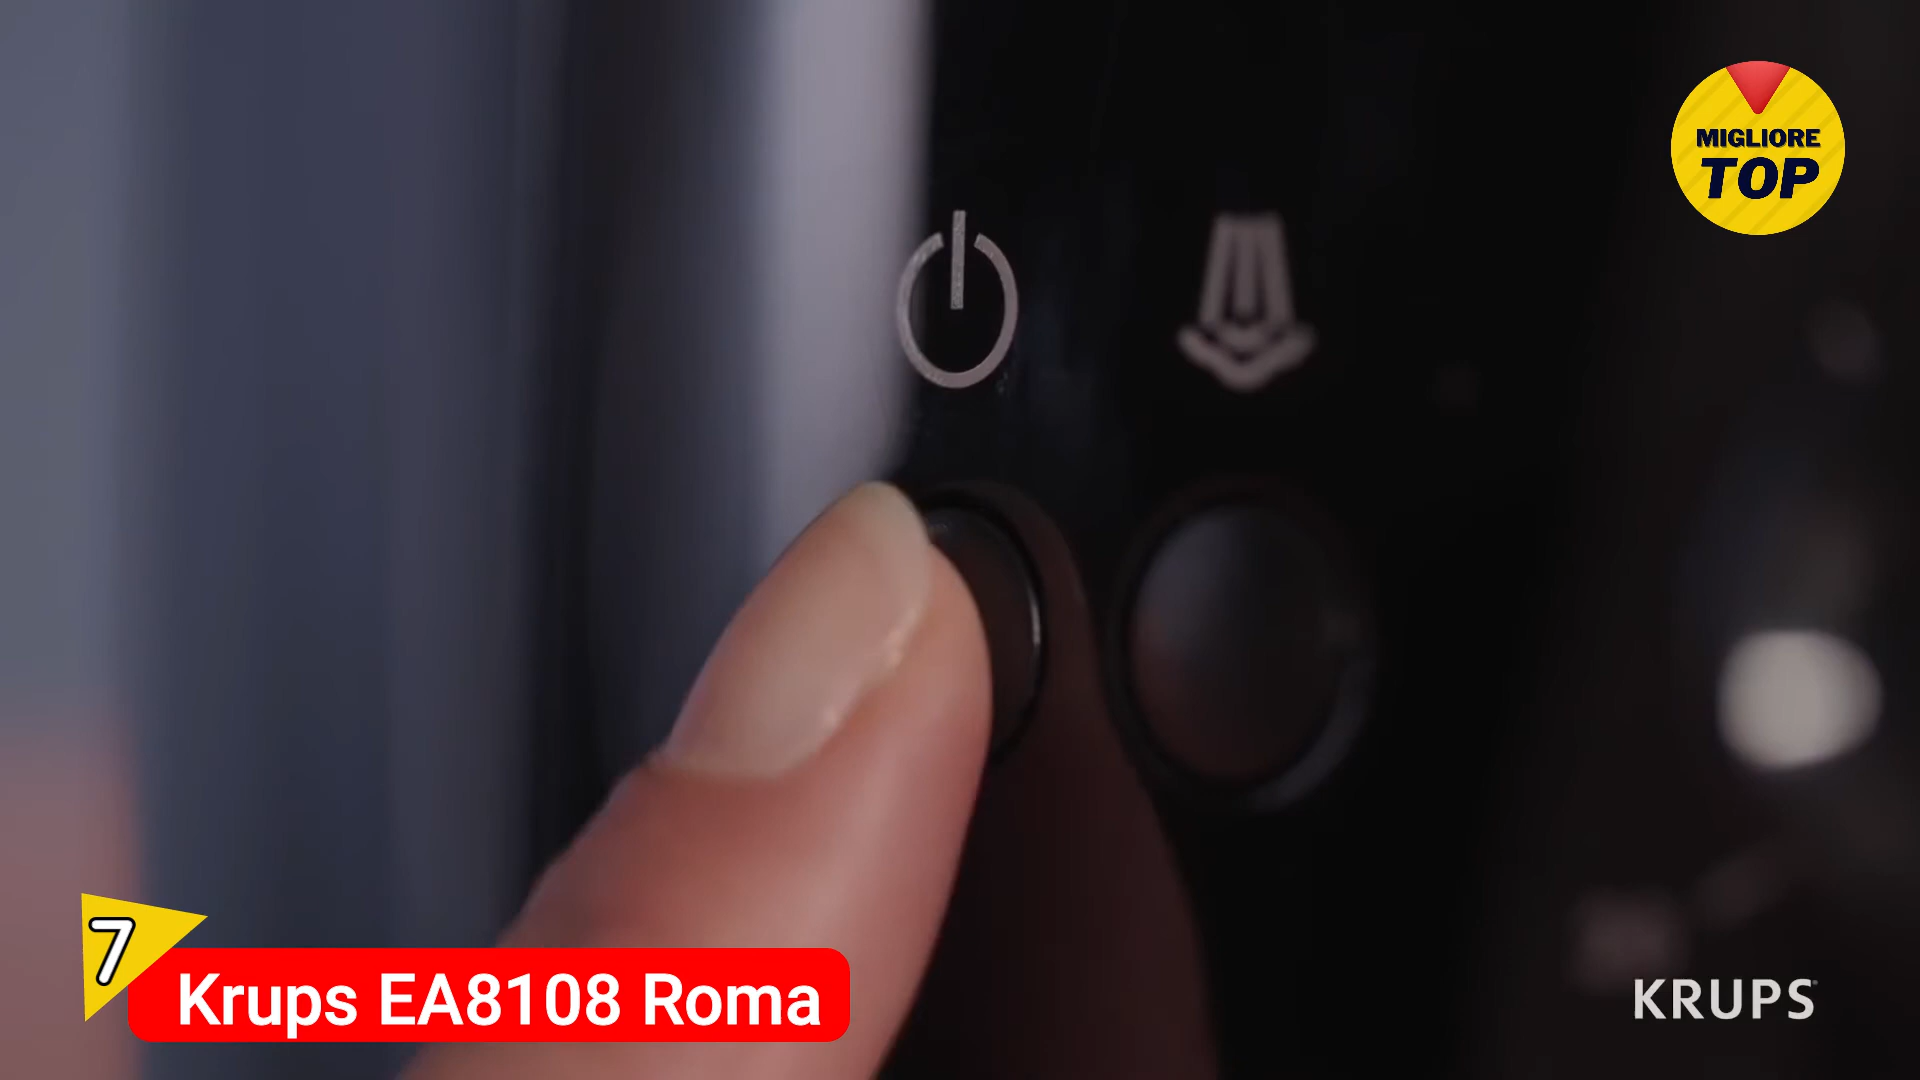 MIGLIORE
TOP
7
Krups EA8108 Roma
KRUPS